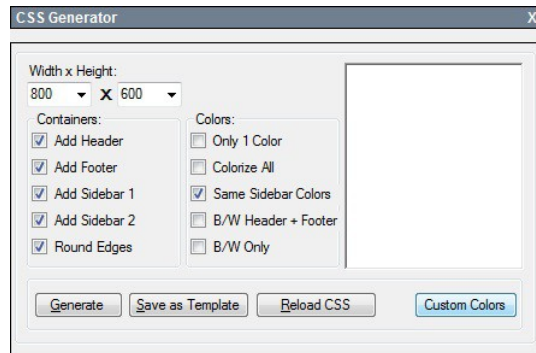 CSS Generator X
Width x Height:
800 X 600
Containers:
Add Header
Add Footer
Add Sidebar 1
Add Sidebar 2
Round Edges
Colors:
Only 1 Color
Colorize All
Same Sidebar Colors
B/W Header + Footer
B/W Only
Generate Save as Template Reload CSS Custom Colors